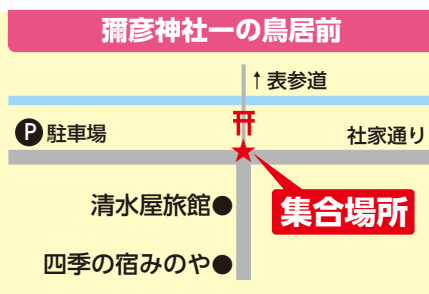 彌彦神社一の鳥居前
↑表参道
P 駐車場
社家通り
清水屋旅館●
集合場所
四季の宿みのや●